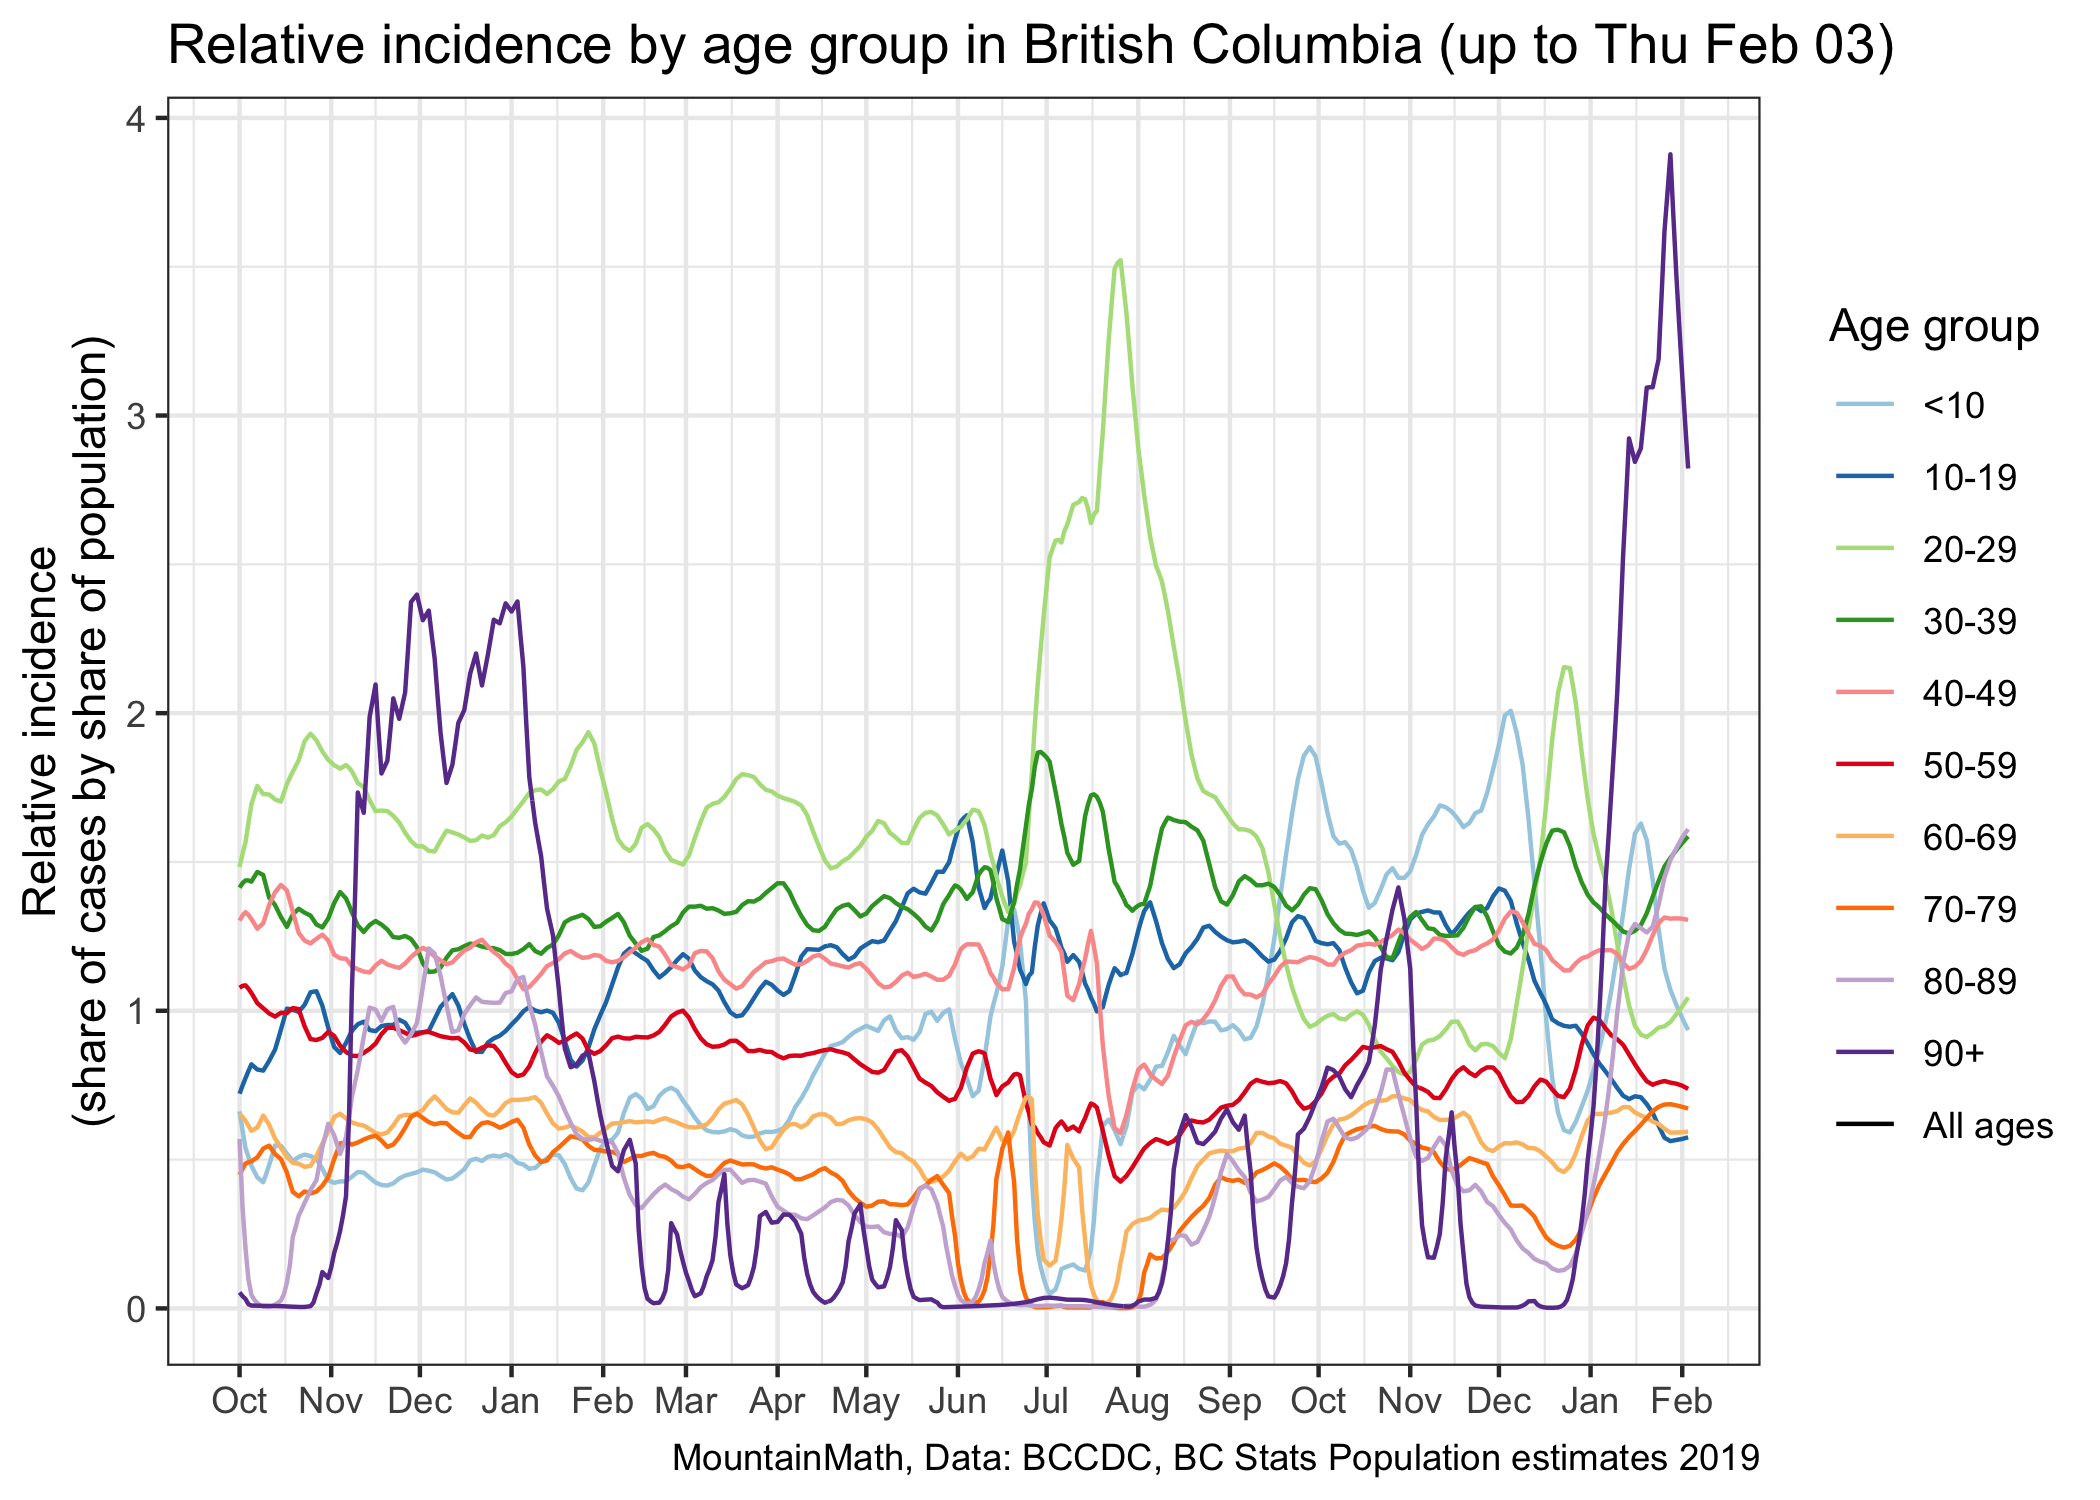 Relative incidence by age group in British Columbia (up to Thu Feb 03)
Relative incidence
(share of cases by share of population)
4
3
2
1
0
Oct Nov Dec Jan Feb Mar Apr May Jun Jul Aug Sep Oct Nov Dec Jan Feb
Age group
<10
10-19
20-29
30-39
40-49
50-59
60-69
70-79
80-89
90+
All ages
MountainMath, Data: BCCDC, BC Stats Population estimates 2019